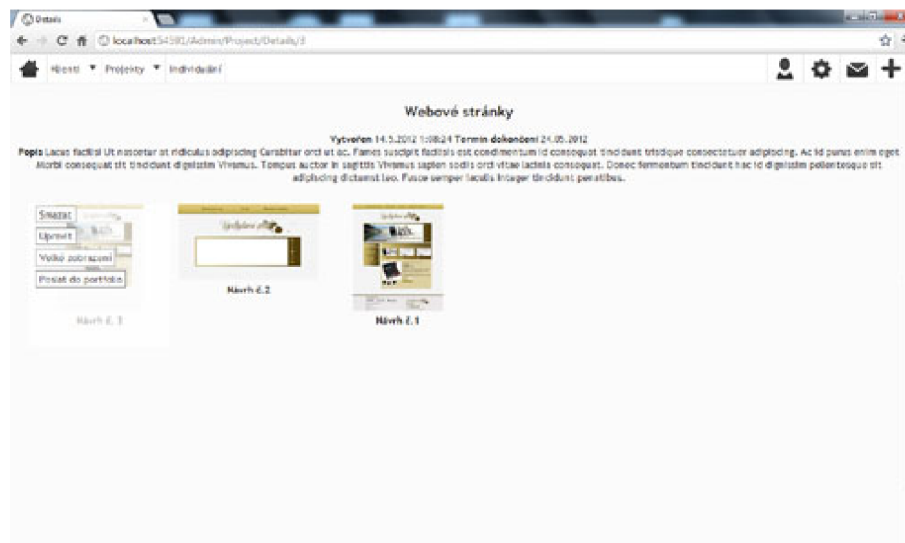 Details
localhost:54591/Admin/Project/Details/3
Klienti Projekty Individuální
Webové stránky
Vytvořen 14.5.2012 1:08:24 Termín dokončení 24.05.2012
Popis Lacus facilisi Ut nascetur at ridiculus adipiscing Curabitur orci ut ac. Fames suscipit facilisis est condimentum id consequat tincidunt tristique consectetuer adipiscing. Ac id purus enim eget
Morbi consequat sit tincidunt dignissim Vivamus. Tempus auctor in sagittis Vivamus sapien sodiis orci vitae lacinia consequat. Donec fermentum tincidunt hac id dignissim pellentesque sit
adipiscing dictumst leo. Fusce semper iaculis Integer tincidunt penatibus.
Smazat
Upravit
Velké zobrazení
Poslat do portfolia
Návrh č. 3
Návrh č.2
Návrh č.1